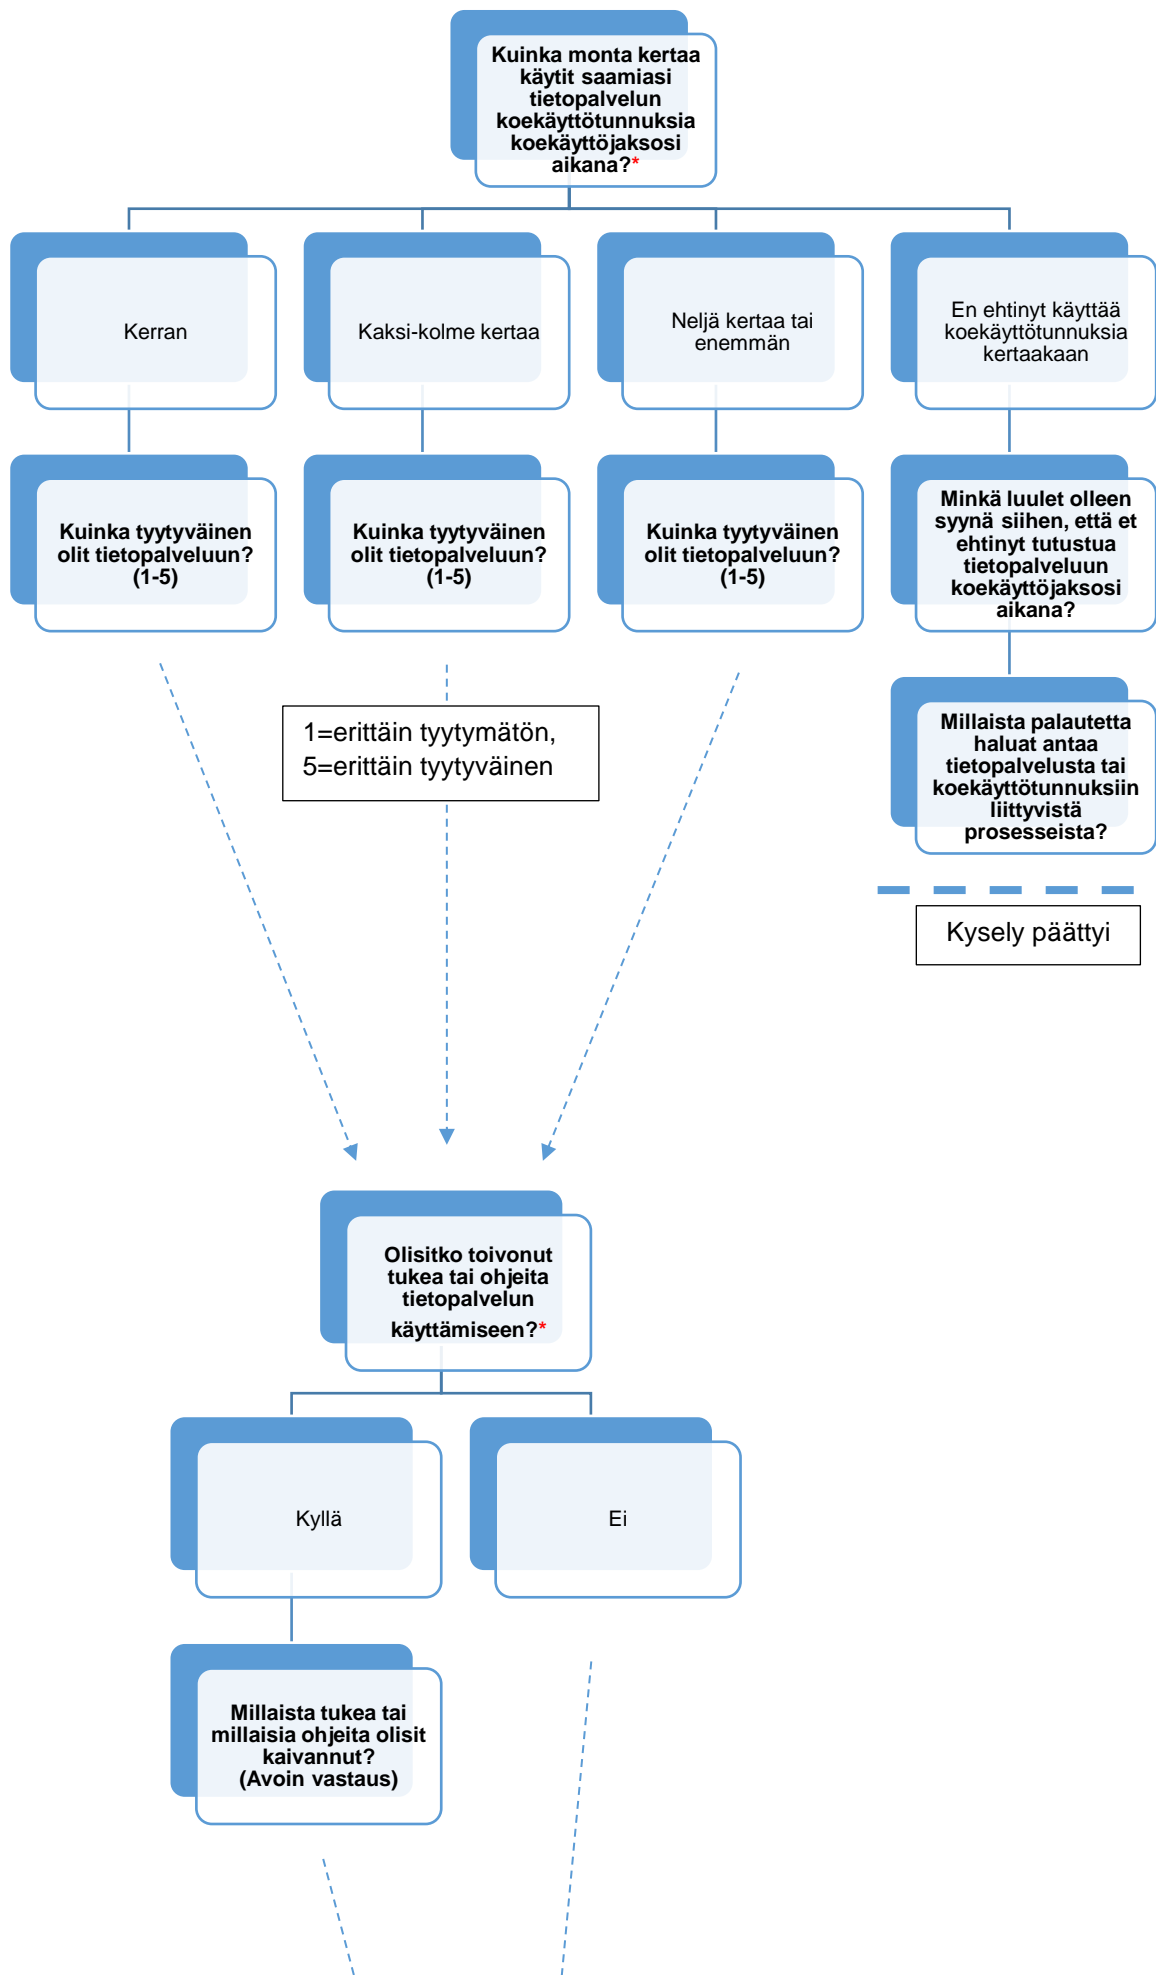 Kuinka monta kertaa
käytit saamiasi
tietopalvelun
koekäyttötunnuksia
koekäyttöjaksosi
aikana?*
Kerran
Kaksi-kolme kertaa
Neljä kertaa tai
enemmän
En ehtinyt käyttää
koekäyttötunnuksia
kertaakaan
Kuinka tyytyväinen
olit tietopalveluun?
(1-5)
Kuinka tyytyväinen
olit tietopalveluun?
(1-5)
Kuinka tyytyväinen
olit tietopalveluun?
(1-5)
Minkä luulet olleen
syynä siihen, että et
ehtinyt tutustua
tietopalveluun
koekäyttöjaksosi
aikana?
1=erittäin tyytymätön,
5=erittäin tyytyväinen
Millaista palautetta
haluat antaa
tietopalvelusta tai
koekäyttötunnuksiin
liittyvistä
prosesseista?
Kysely päättyi
Olisitko toivonut
tukea tai ohjeita
tietopalvelun
käyttämiseen?*
Kyllä
Ei
Millaista tukea tai
millaisia ohjeita olisit
kaivannut?
(Avoin vastaus)